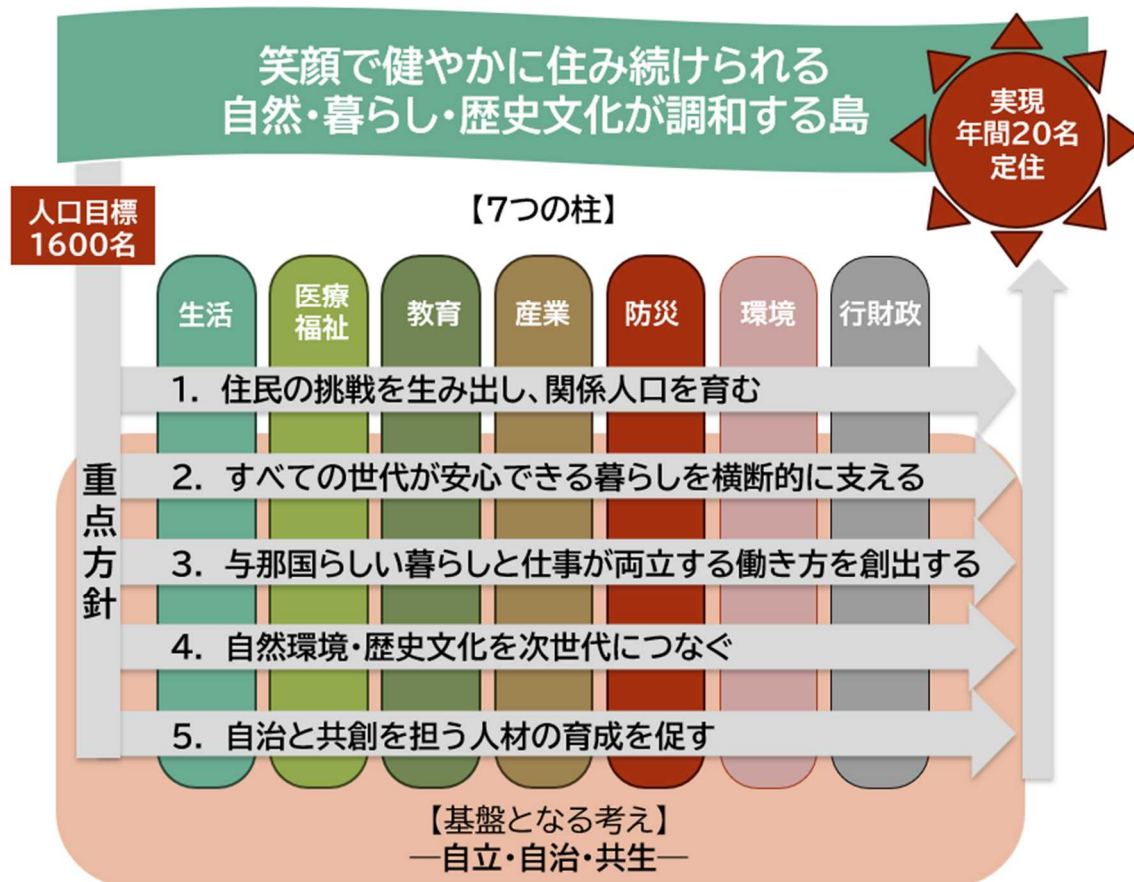 笑顔で健やかに住み続けられる
自然・暮らし・歴史文化が調和する島
実現
年間20名
定住
人口目標
1600名
【7つの柱】
生活
医療
福祉
教育
産業
防災
環境
行財政
重点方針
1. 住民の挑戦を生み出し、関係人口を育む
2. すべての世代が安心できる暮らしを横断的に支える
3. 与那国らしい暮らしと仕事が両立する働き方を創出する
4. 自然環境・歴史文化を次世代につなぐ
5. 自治と共創を担う人材の育成を促す
【基盤となる考え】
―自立・自治・共生―